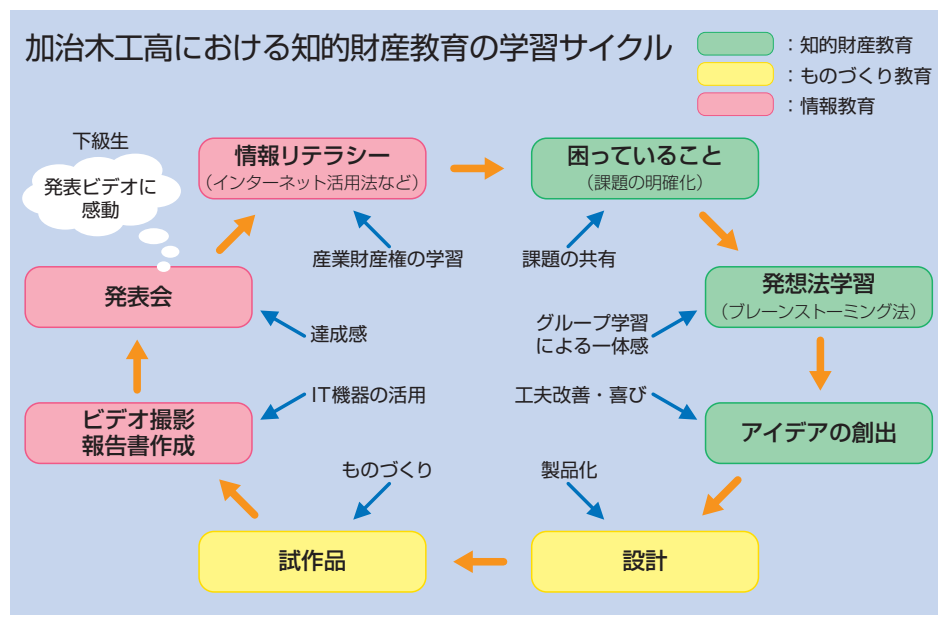 加治木工高における知的財産教育の学習サイクル
：知的財産教育
：ものづくり教育
：情報教育
下級生
発表ビデオに
感動
情報リテラシー
（インターネット活用法など）
困っていること
（課題の明確化）
産業財産権の学習
課題の共有
発表会
発想法学習
（ブレーンストーミング法）
達成感
グループ学習
による一体感
IT機器の活用
工夫改善・喜び
ビデオ撮影
報告書作成
アイデアの創出
ものづくり
製品化
試作品
設計